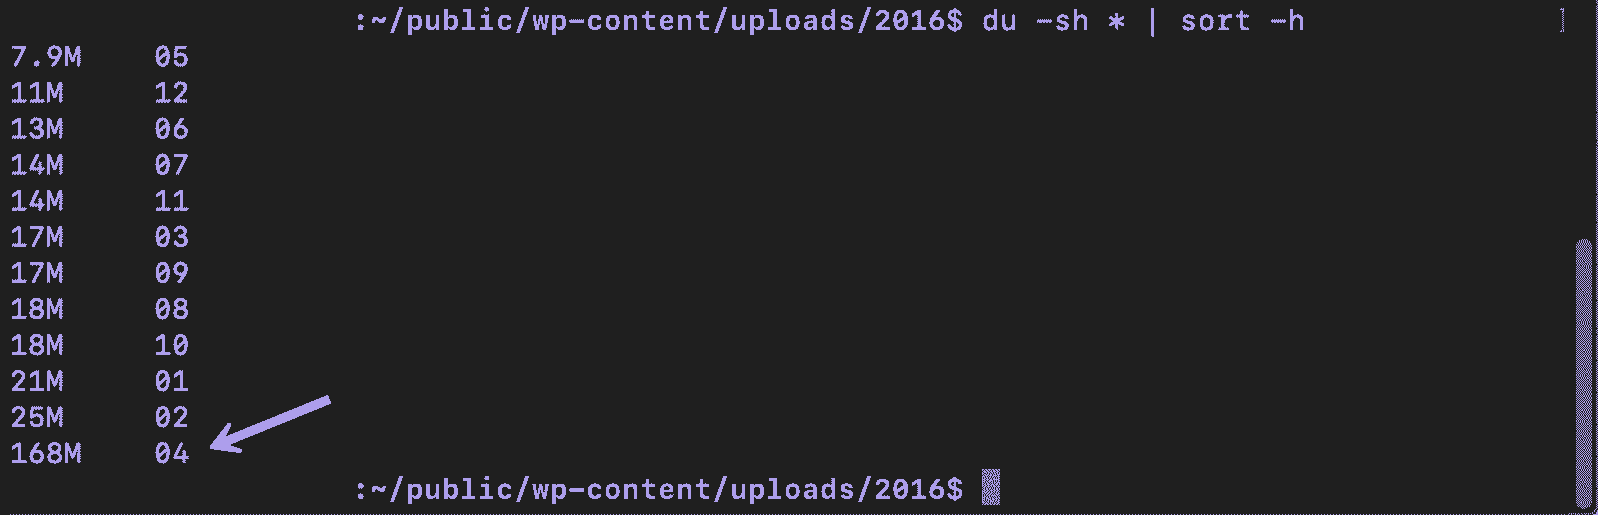 :~/public/wp-content/uploads/2016$ du -sh * | sort -h ]
7.9M 05
11M 12
13M 06
14M 07
14M 11
17M 03
17M 09
18M 08
18M 10
21M 01
25M 02
168M 04
:~/public/wp-content/uploads/2016$